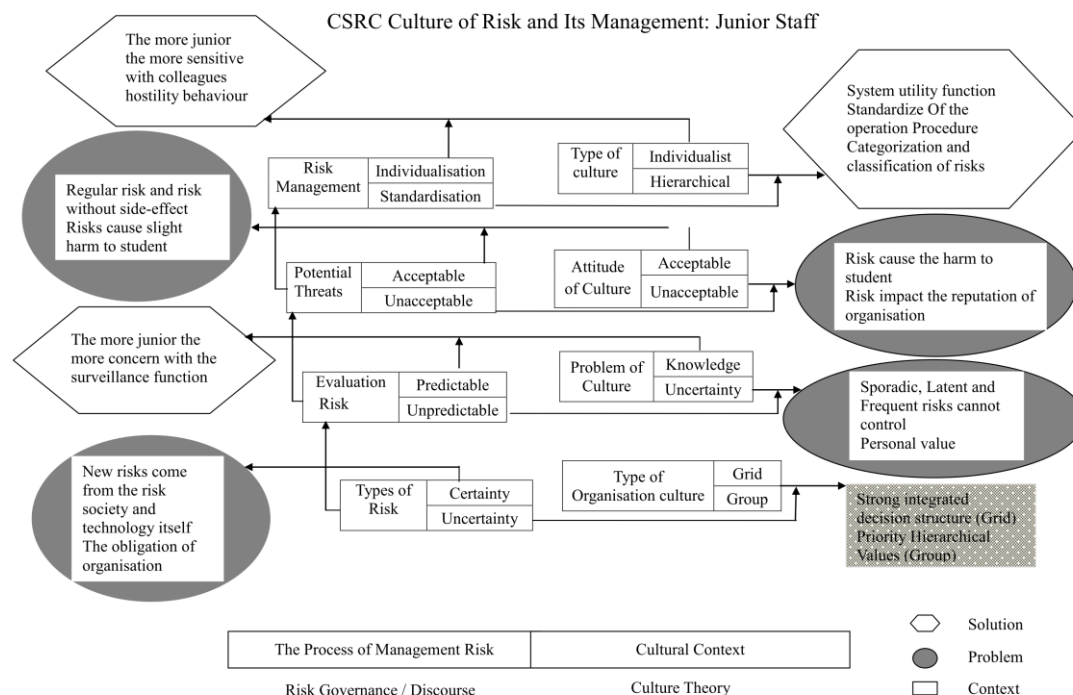 CSRC Culture of Risk and Its Management: Junior Staff
The more junior
the more sensitive
with colleagues
hostility behaviour
System utility function
Standardize Of the
operation Procedure
Categorization and
classification of risks
Risk
Management
Individualisation
Standardisation
Type of
culture
Individualist
Hierarchical
Regular risk and risk
without side-effect
Risks cause slight
harm to student
Potential
Threats
Acceptable
Unacceptable
Attitude
of Culture
Acceptable
Unacceptable
Risk cause the harm to
student
Risk impact the reputation of
organisation
The more junior the
more concern with the
surveillance function
Evaluation
Risk
Predictable
Unpredictable
Problem of
Culture
Knowledge
Uncertainty
Sporadic, Latent and
Frequent risks cannot
control
Personal value
New risks come
from the risk
society and
technology itself
The obligation of
organisation
Types of
Risk
Certainty
Uncertainty
Type of
Organisation culture
Grid
Group
Strong integrated
decision structure (Grid)
Priority Hierarchical
Values (Group)
The Process of Management Risk
Cultural Context
Risk Governance / Discourse
Culture Theory
Solution
Problem
Context